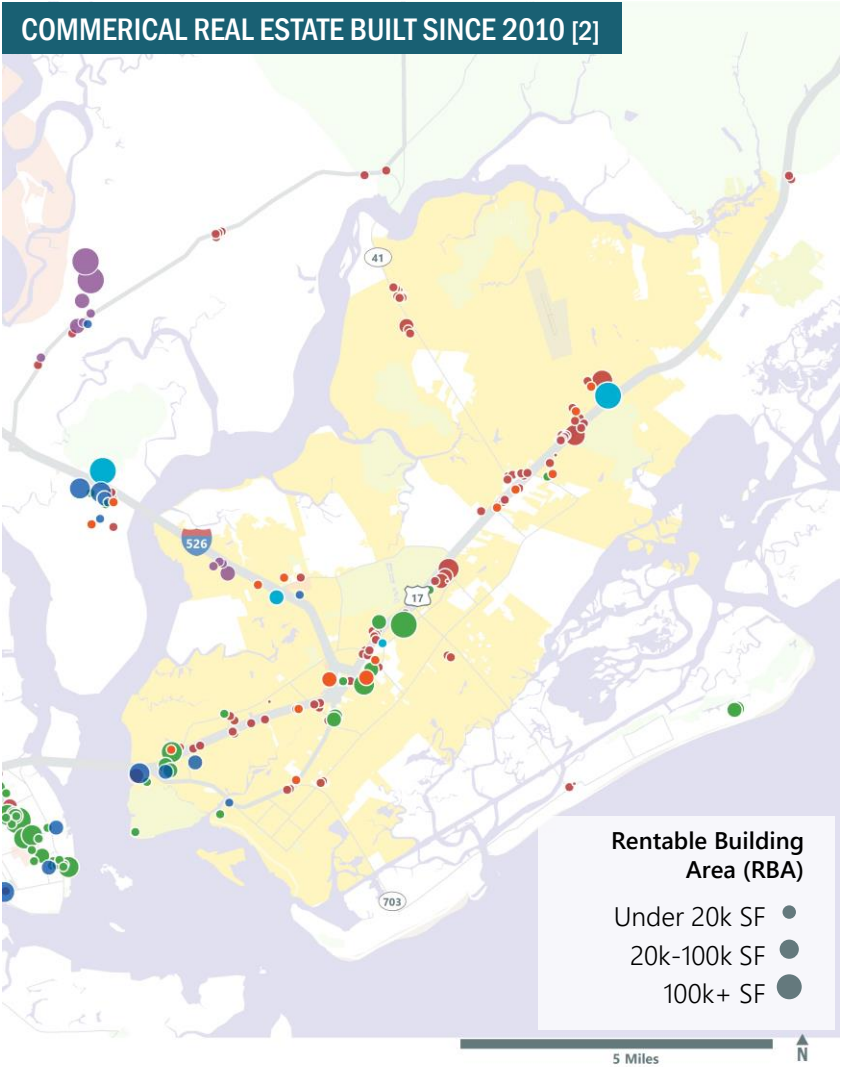 COMMERICAL REAL ESTATE BUILT SINCE 2010 [2]
41
526
17
703
Rentable Building
Area (RBA)
Under 20k SF
20k-100k SF
100k+ SF
5 Miles
N